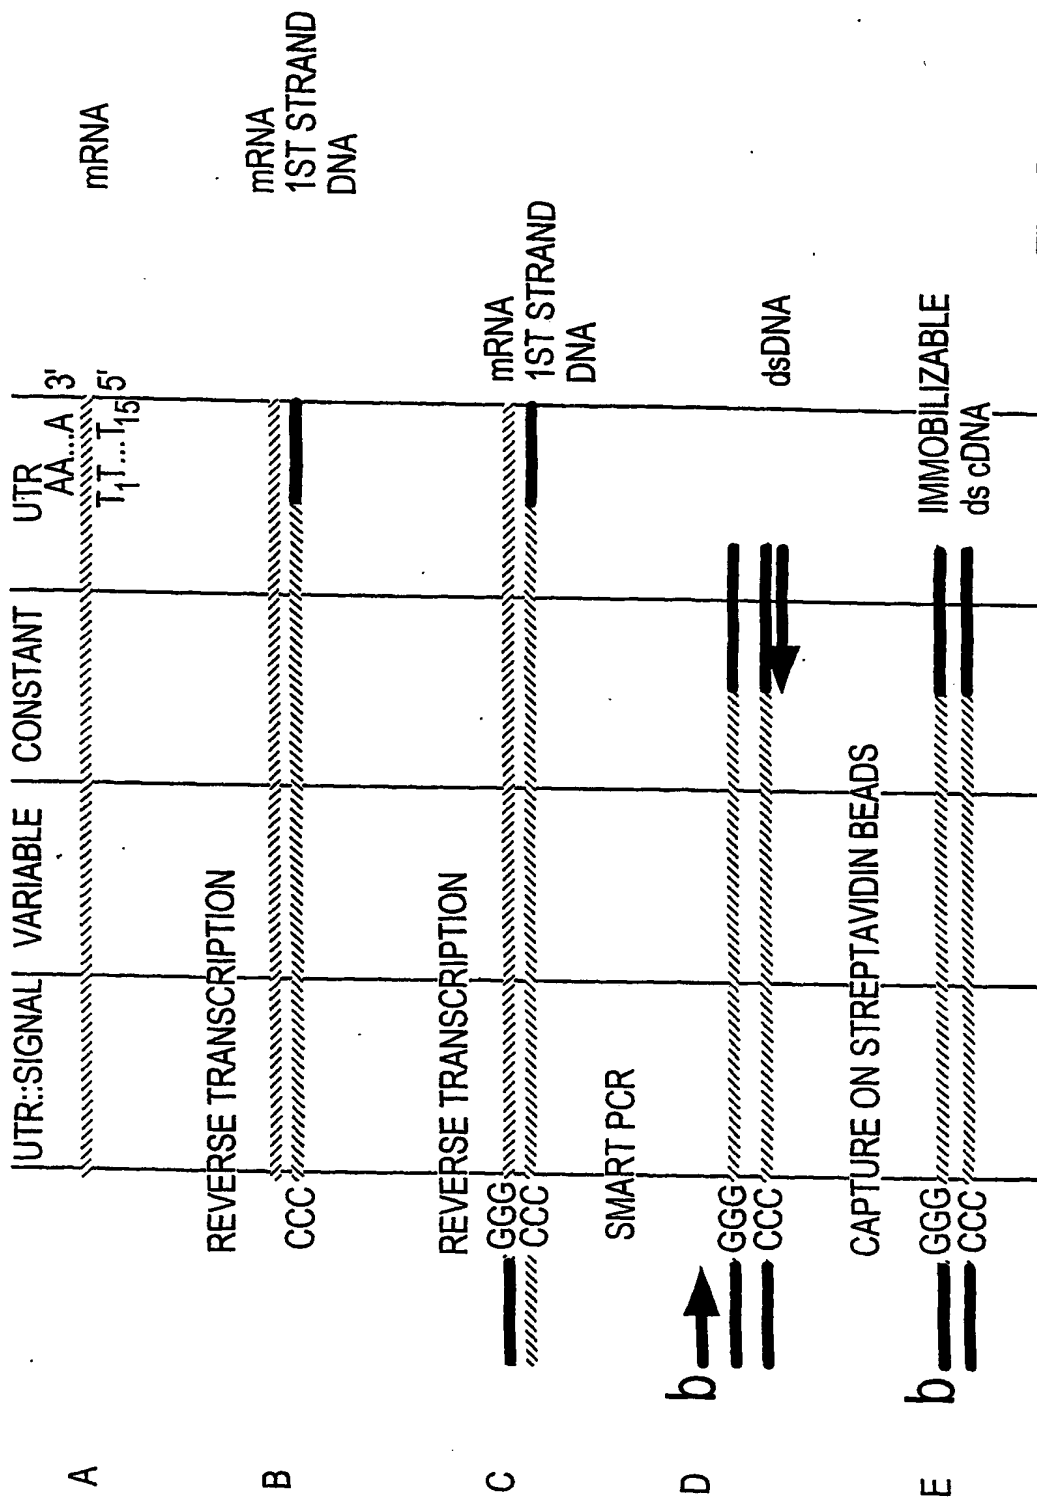 UTR::SIGNAL VARIABLE CONSTANT UTR
AA...A 3'
T1T...T15 5'
A
mRNA
REVERSE TRANSCRIPTION
B
CCC
mRNA
1ST STRAND
DNA
REVERSE TRANSCRIPTION
C
GGG
CCC
mRNA
1ST STRAND
DNA
SMART PCR
D
b
GGG
CCC
dsDNA
CAPTURE ON STREPTAVIDIN BEADS
E
b GGG
CCC
IMMOBILIZABLE
ds cDNA